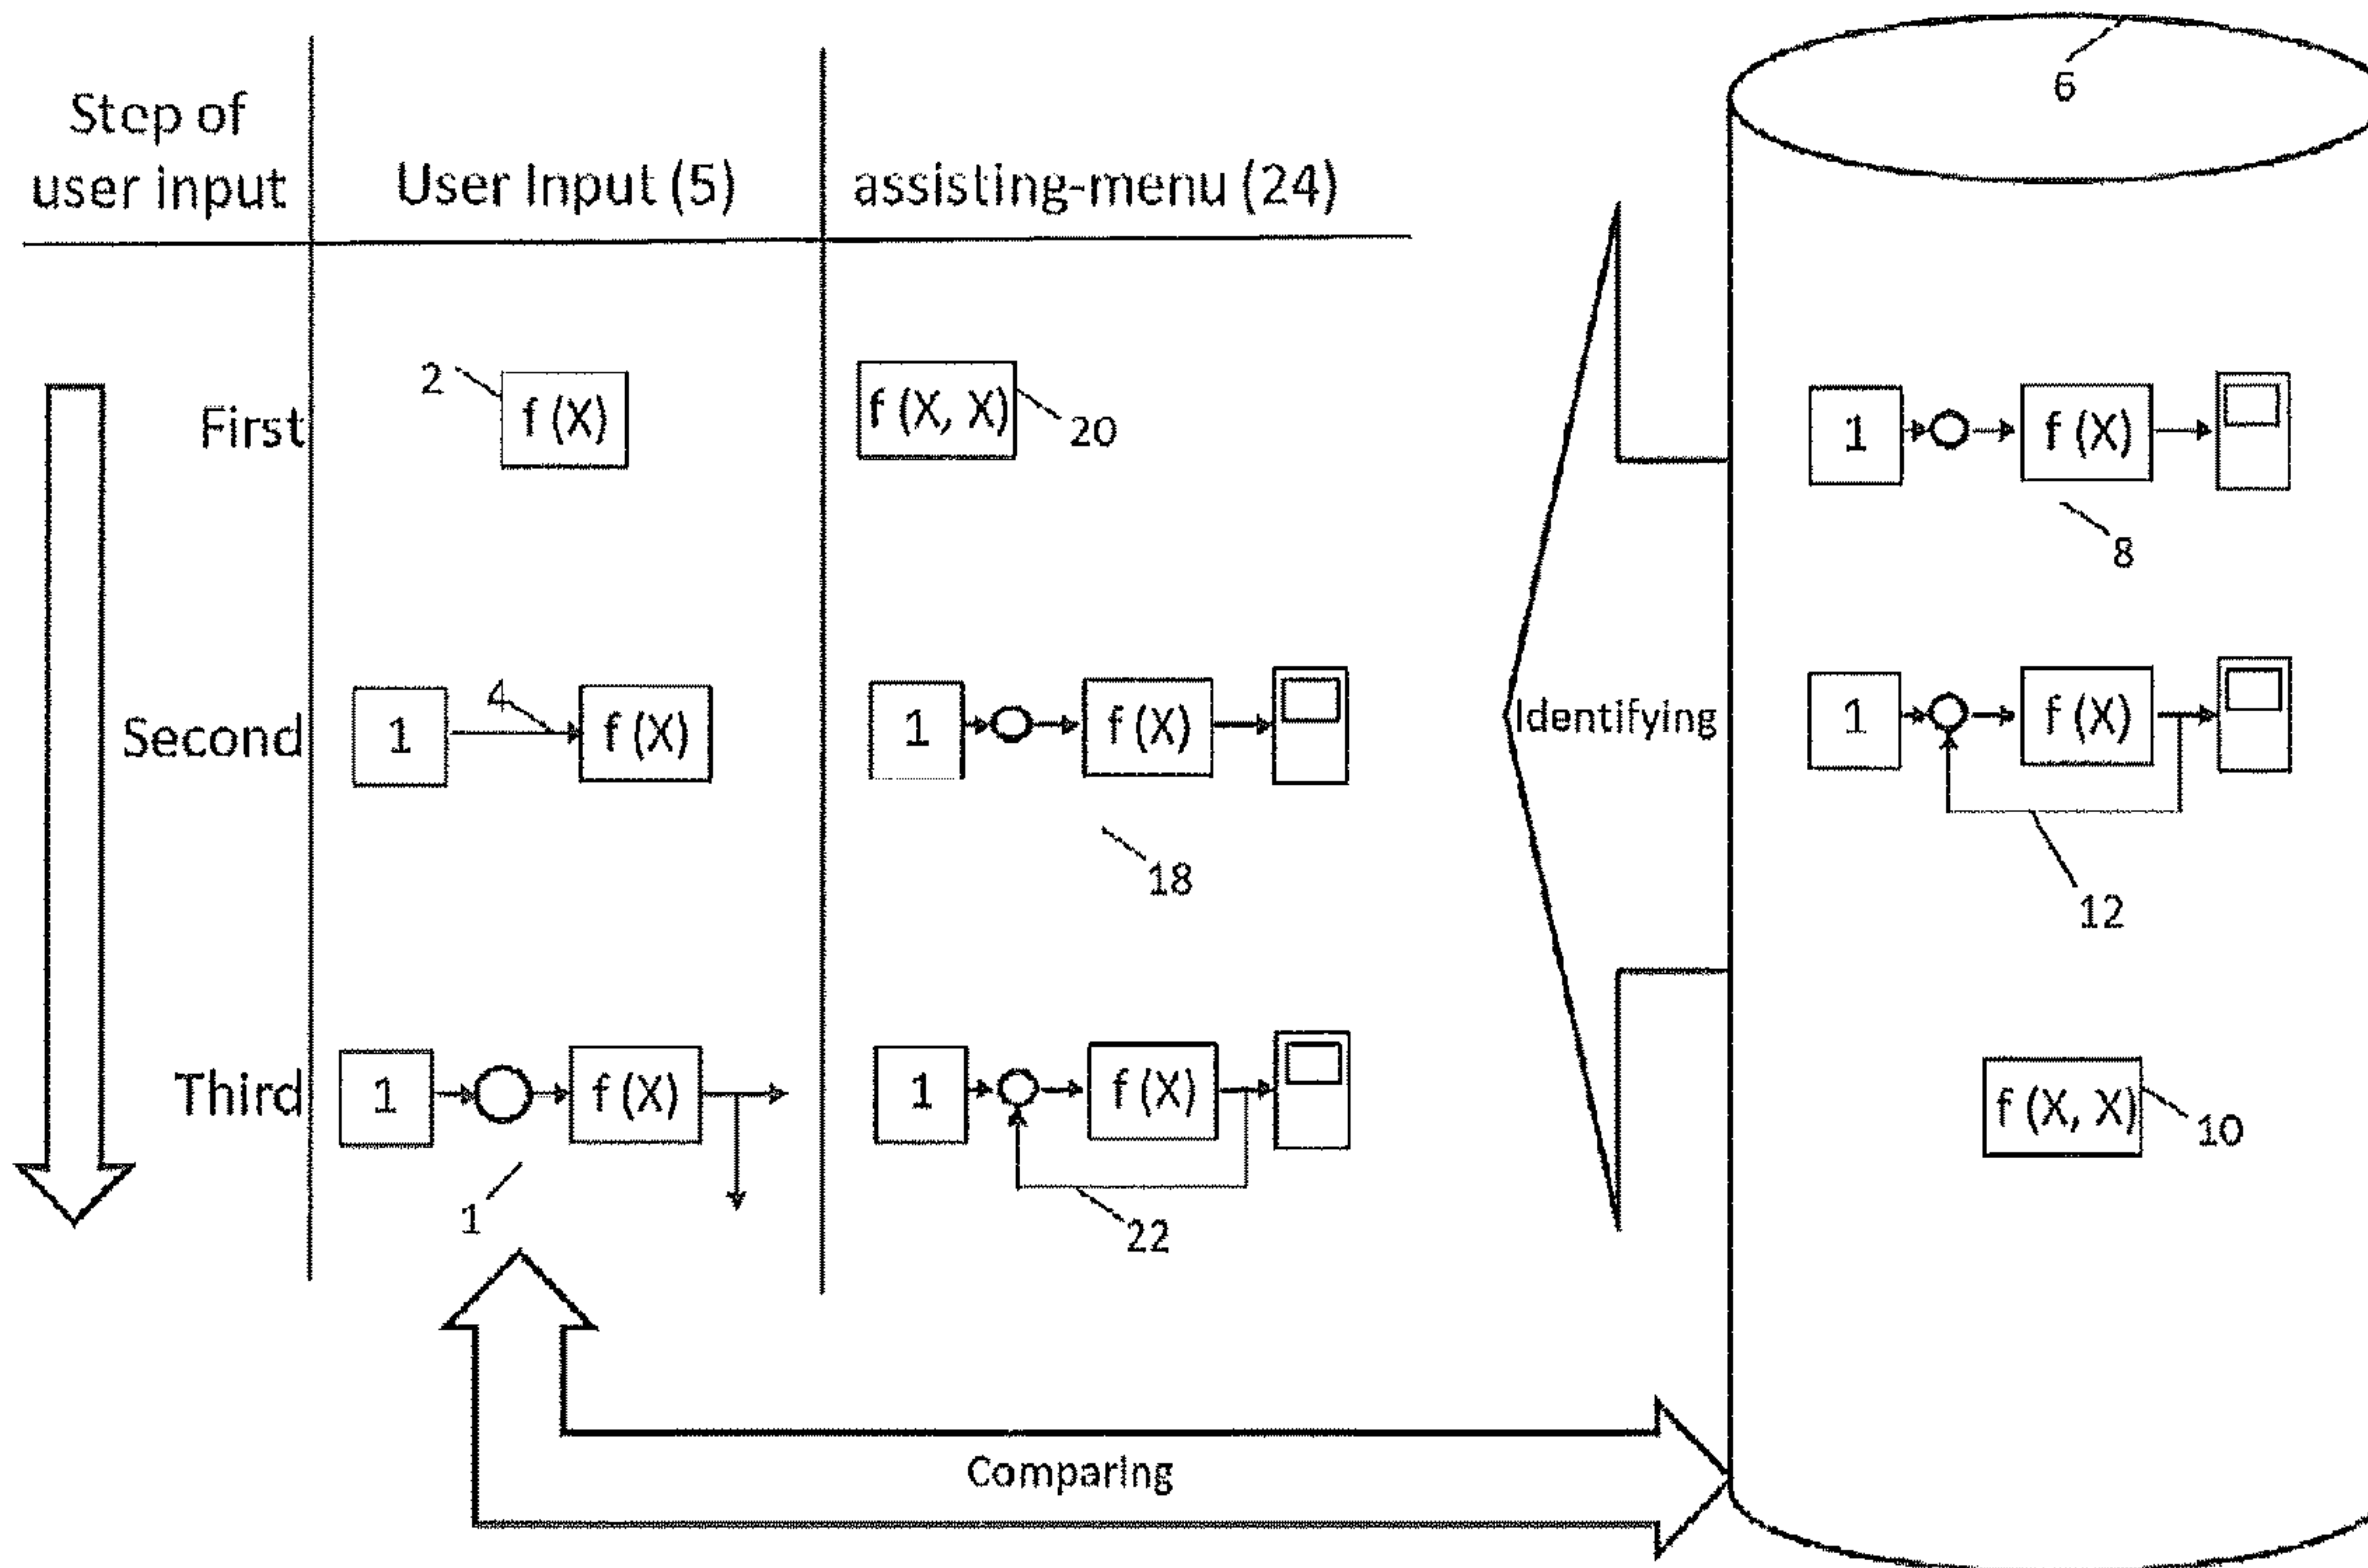 Step of
user input
User Input (5)
assisting-menu (24)
6
First
2
f (X)
f (X, X)
20
1
f (X)
8
Second
1
4
f (X)
1
f (X)
18
Identifying
1
f (X)
12
Third
1
f (X)
1
1
f (X)
22
f (X, X)
10
Comparing